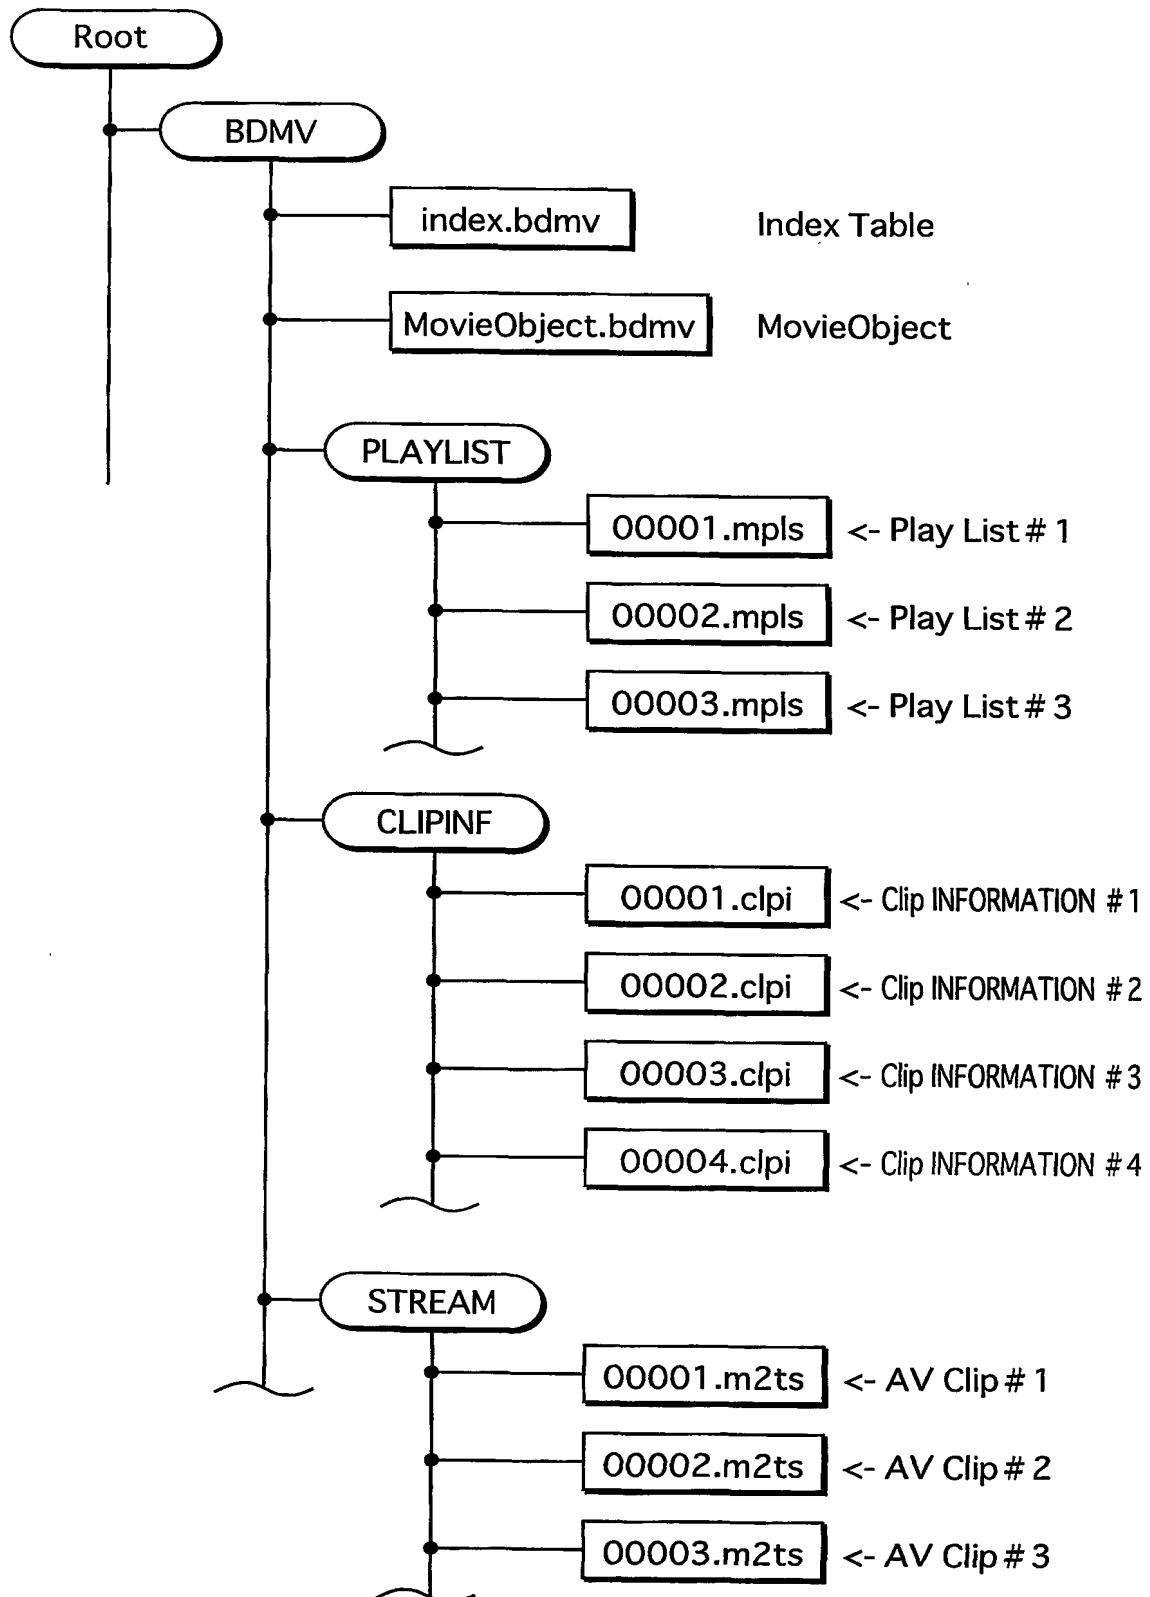 Root
BDMV
index.bdmv Index Table
MovieObject.bdmv MovieObject
PLAYLIST
00001.mpls <- Play List # 1
00002.mpls <- Play List # 2
00003.mpls <- Play List # 3
CLIPINF
00001.clpi <- Clip INFORMATION # 1
00002.clpi <- Clip INFORMATION # 2
00003.clpi <- Clip INFORMATION # 3
00004.clpi <- Clip INFORMATION # 4
STREAM
00001.m2ts <- AV Clip # 1
00002.m2ts <- AV Clip # 2
00003.m2ts <- AV Clip # 3